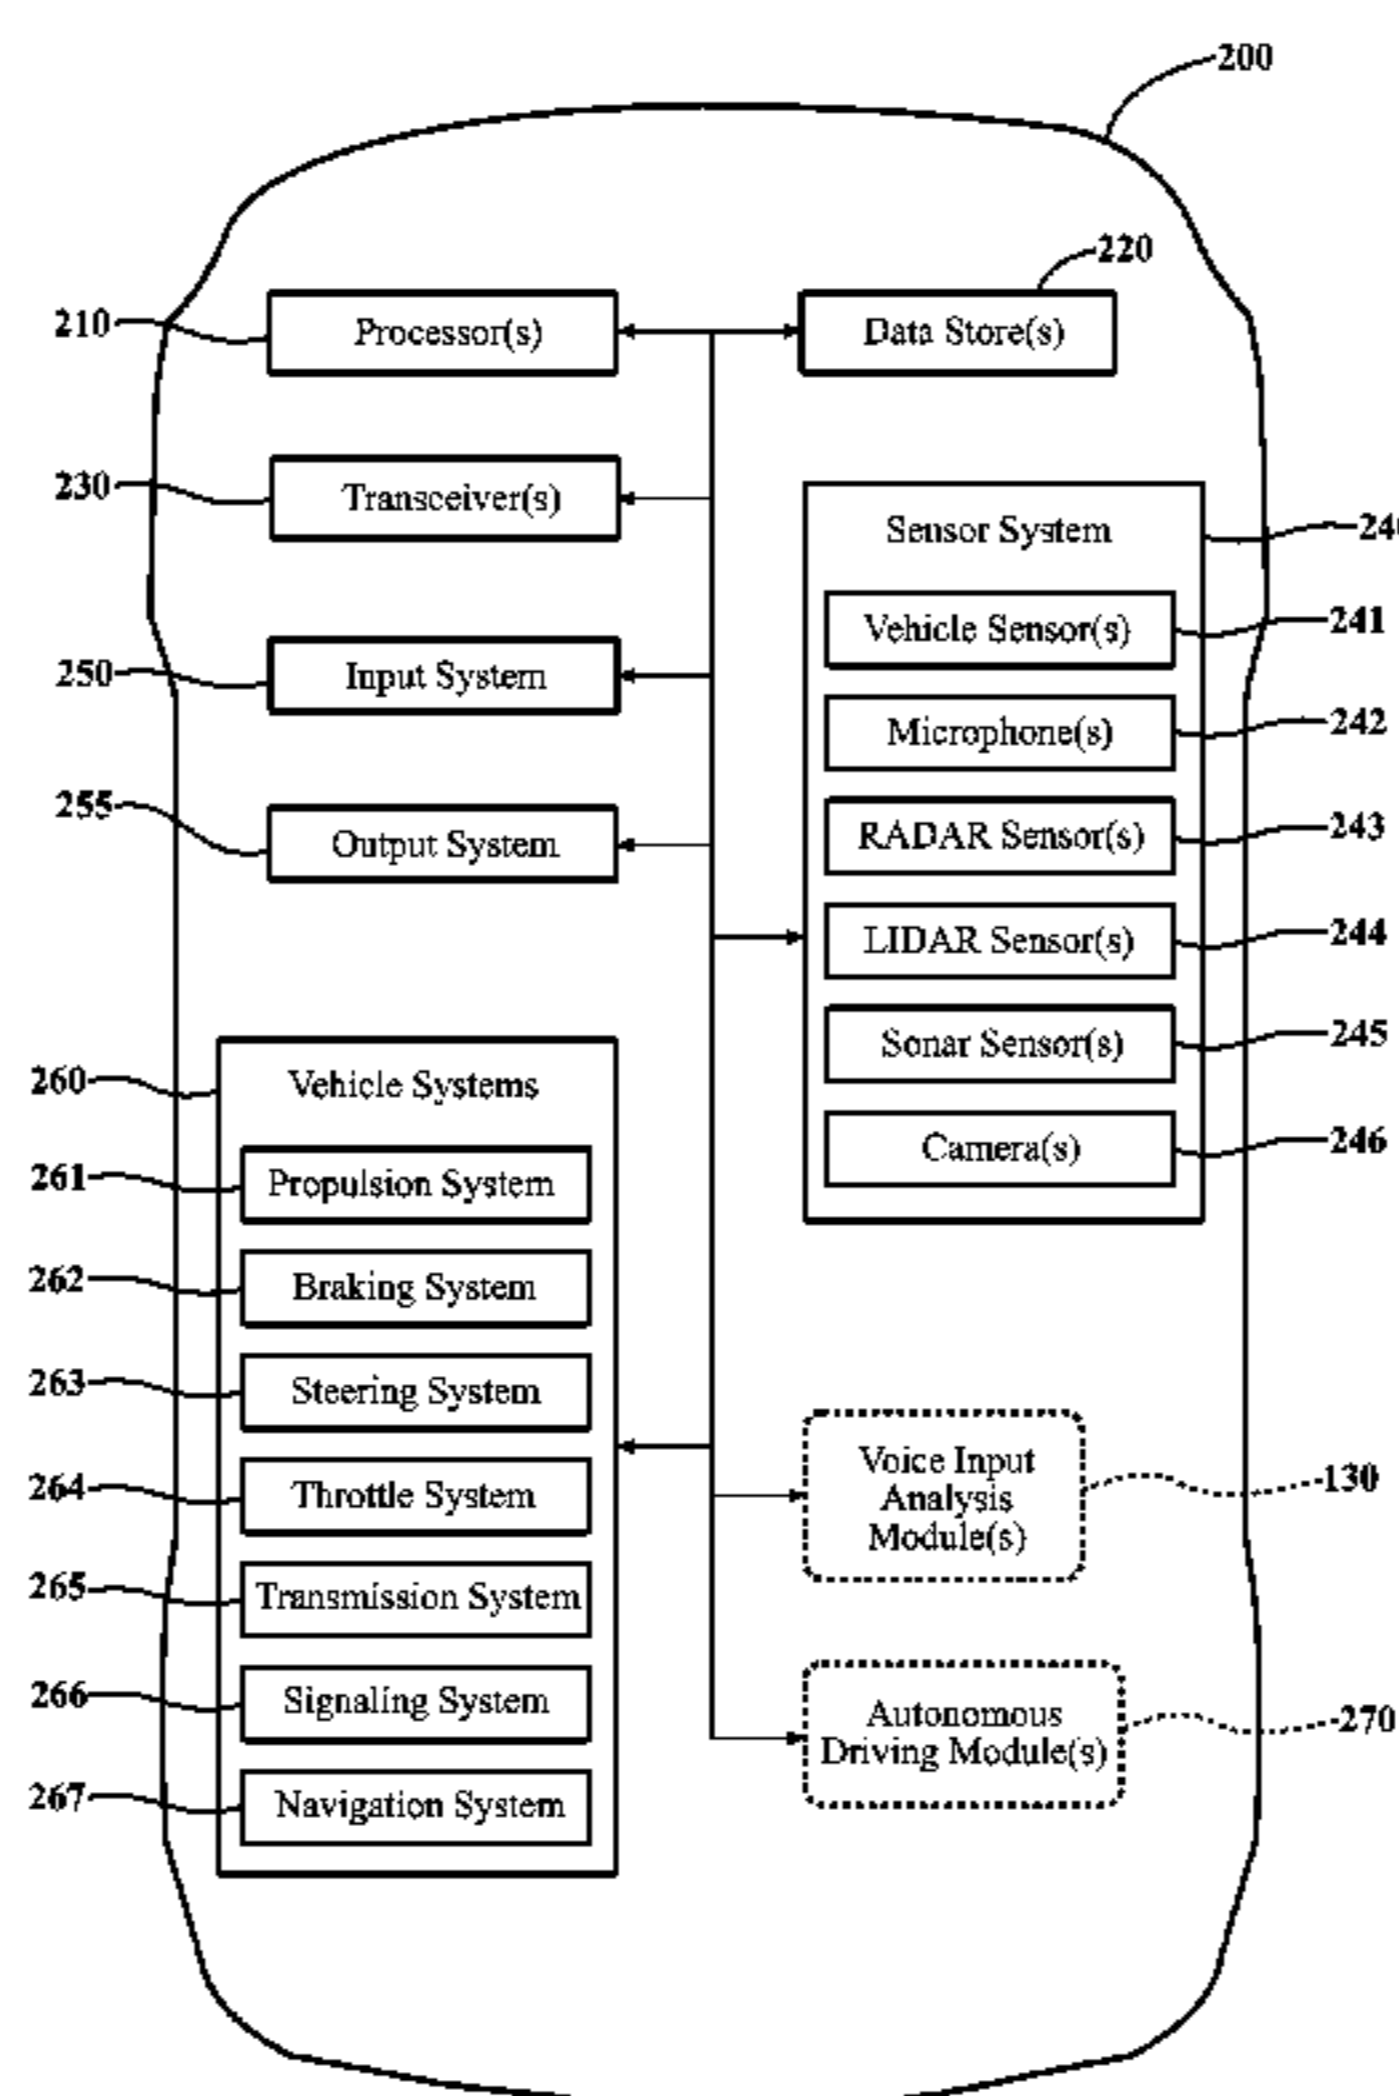 200
220
210
Processor(s)
Data Store(s)
230
Transceiver(s)
Sensor System
241
Vehicle Sensor(s)
250
Input System
242
Microphone(s)
255
Output System
243
RADAR Sensor(s)
244
LIDAR Sensor(s)
245
Sonar Sensor(s)
246
Camera(s)
260
Vehicle Systems
261
Propulsion System
262
Braking System
263
Steering System
264
Throttle System
265
Transmission System
266
Signaling System
267
Navigation System
Voice Input
Analysis
Module(s)
130
Autonomous
Driving Module(s)
270